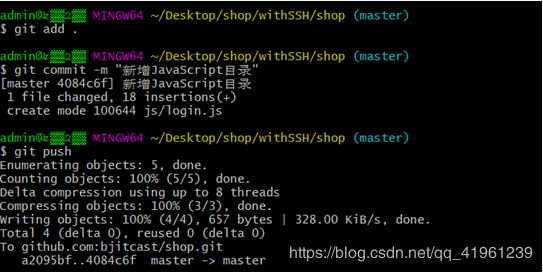 admin@ MINGW64 ~/Desktop/shop/withSSH/shop (master)
$ git add .
admin@ MINGW64 ~/Desktop/shop/withSSH/shop (master)
$ git commit -m "新增JavaScript目录"
[master 4084c6f] 新增JavaScript目录
1 file changed, 18 insertions(+)
create mode 100644 js/login.js
admin@ MINGW64 ~/Desktop/shop/withSSH/shop (master)
$ git push
Enumerating objects: 5, done.
Counting objects: 100% (5/5), done.
Delta compression using up to 8 threads
Compressing objects: 100% (3/3), done.
Writing objects: 100% (4/4), 657 bytes | 328.00 KiB/s, done.
Total 4 (delta 0), reused 0 (delta 0)
To github.com:bjitcast/shop.git
a2095bf..4084c6f master -> master
https://blog.csdn.net/qq_41961239